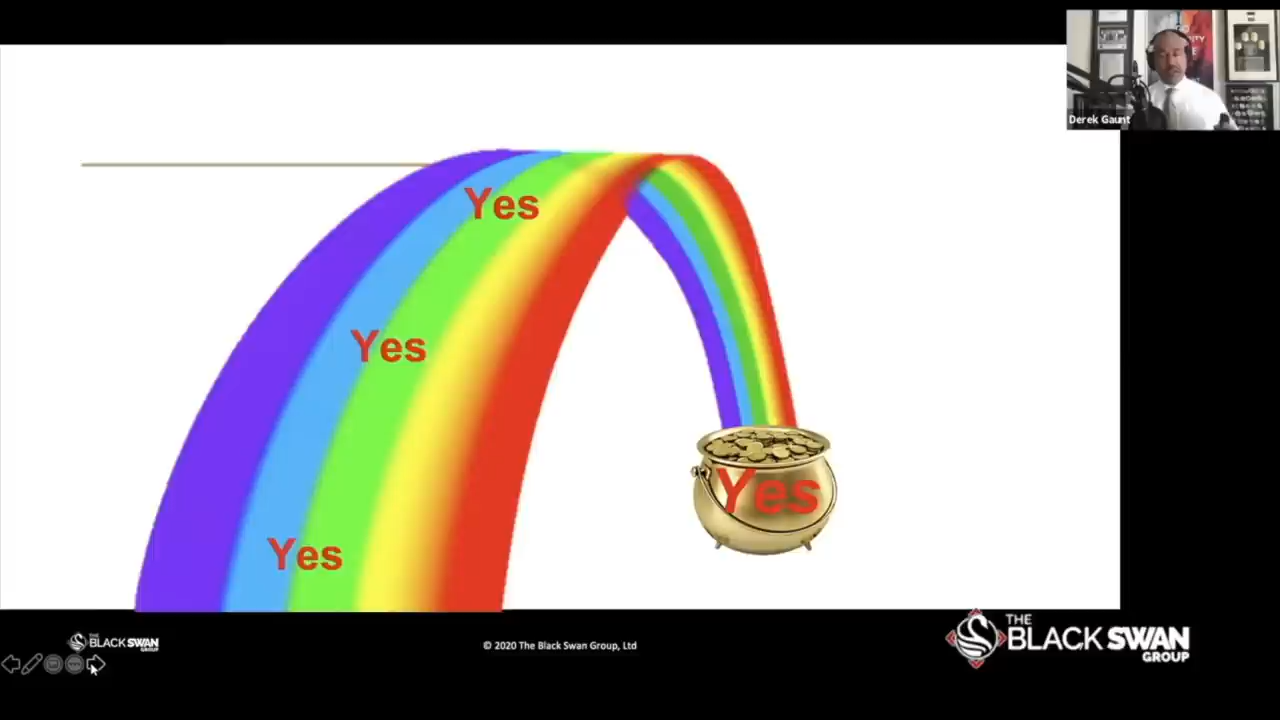 Derek Gaunt
Yes
Yes
Yes
Yes
THE
BLACK SWAN
GROUP
© 2020 The Black Swan Group, Ltd
THE
BLACK SWAN
GROUP